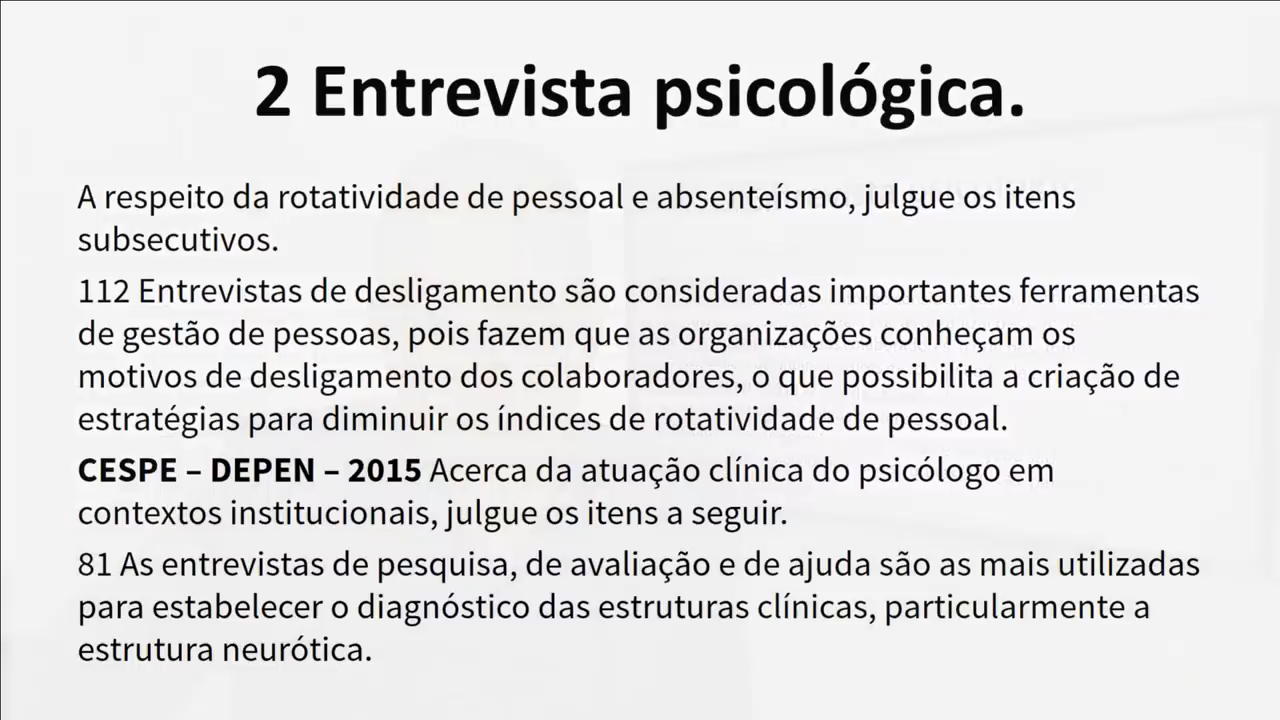 2 Entrevista psicológica.
A respeito da rotatividade de pessoal e absenteísmo, julgue os itens
subsecutivos.
112 Entrevistas de desligamento são consideradas importantes ferramentas
de gestão de pessoas, pois fazem que as organizações conheçam os
motivos de desligamento dos colaboradores, o que possibilita a criação de
estratégias para diminuir os índices de rotatividade de pessoal.
CESPE – DEPEN – 2015 Acerca da atuação clínica do psicólogo em
contextos institucionais, julgue os itens a seguir.
81 As entrevistas de pesquisa, de avaliação e de ajuda são as mais utilizadas
para estabelecer o diagnóstico das estruturas clínicas, particularmente a
estrutura neurótica.